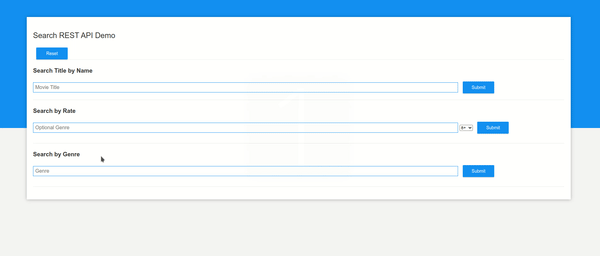 Search REST API Demo
Reset
Search Title by Name
Movie Title
Submit
Search by Rate
Optional Genre
Submit
Search by Genre
Genre
Submit